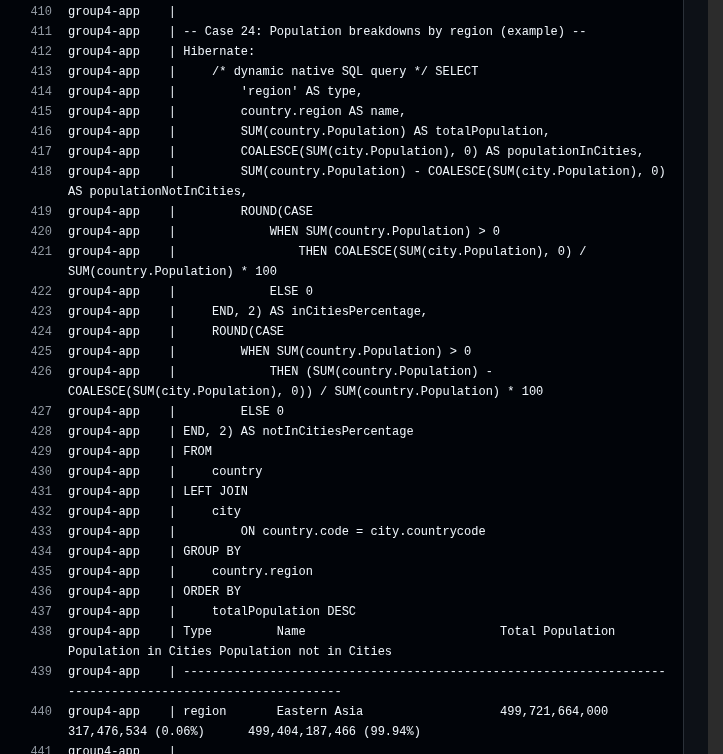 410 group4-app    |
411 group4-app    | -- Case 24: Population breakdowns by region (example) --
412 group4-app    | Hibernate:
413 group4-app    |     /* dynamic native SQL query */ SELECT
414 group4-app    |         'region' AS type,
415 group4-app    |         country.region AS name,
416 group4-app    |         SUM(country.Population) AS totalPopulation,
417 group4-app    |         COALESCE(SUM(city.Population), 0) AS populationInCities,
418 group4-app    |         SUM(country.Population) - COALESCE(SUM(city.Population), 0)
AS populationNotInCities,
419 group4-app    |         ROUND(CASE
420 group4-app    |             WHEN SUM(country.Population) > 0
421 group4-app    |                 THEN COALESCE(SUM(city.Population), 0) /
SUM(country.Population) * 100
422 group4-app    |             ELSE 0
423 group4-app    |     END, 2) AS inCitiesPercentage,
424 group4-app    |     ROUND(CASE
425 group4-app    |         WHEN SUM(country.Population) > 0
426 group4-app    |             THEN (SUM(country.Population) -
COALESCE(SUM(city.Population), 0)) / SUM(country.Population) * 100
427 group4-app    |         ELSE 0
428 group4-app    | END, 2) AS notInCitiesPercentage
429 group4-app    | FROM
430 group4-app    |     country
431 group4-app    | LEFT JOIN
432 group4-app    |     city
433 group4-app    |         ON country.code = city.countrycode
434 group4-app    | GROUP BY
435 group4-app    |     country.region
436 group4-app    | ORDER BY
437 group4-app    |     totalPopulation DESC
438 group4-app    | Type         Name                           Total Population
Population in Cities Population not in Cities
439 group4-app    | -------------------------------------------------------------------
--------------------------------------
440 group4-app    | region       Eastern Asia                   499,721,664,000
317,476,534 (0.06%)      499,404,187,466 (99.94%)
441 group4-app    |